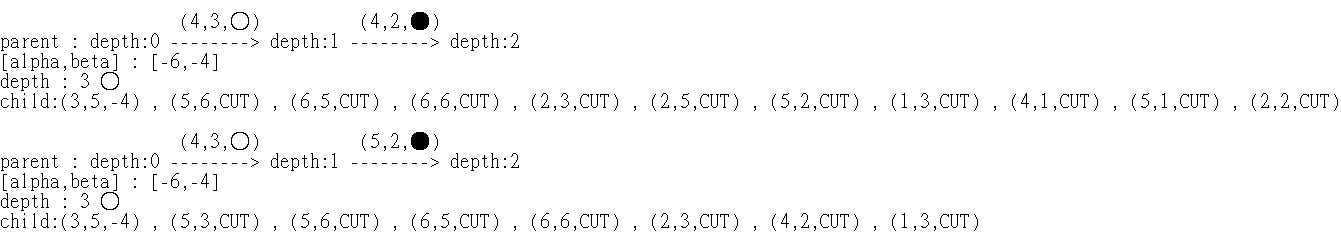 (4,3,○) (4,2,●)
parent : depth:0 --------> depth:1 --------> depth:2
[alpha,beta] : [-6,-4]
depth : 3 ○
child:(3,5,-4) , (5,6,CUT) , (6,5,CUT) , (6,6,CUT) , (2,3,CUT) , (2,5,CUT) , (5,2,CUT) , (1,3,CUT) , (4,1,CUT) , (5,1,CUT) , (2,2,CUT)
(4,3,○) (5,2,●)
parent : depth:0 --------> depth:1 --------> depth:2
[alpha,beta] : [-6,-4]
depth : 3 ○
child:(3,5,-4) , (5,3,CUT) , (5,6,CUT) , (6,5,CUT) , (6,6,CUT) , (2,3,CUT) , (4,2,CUT) , (1,3,CUT)